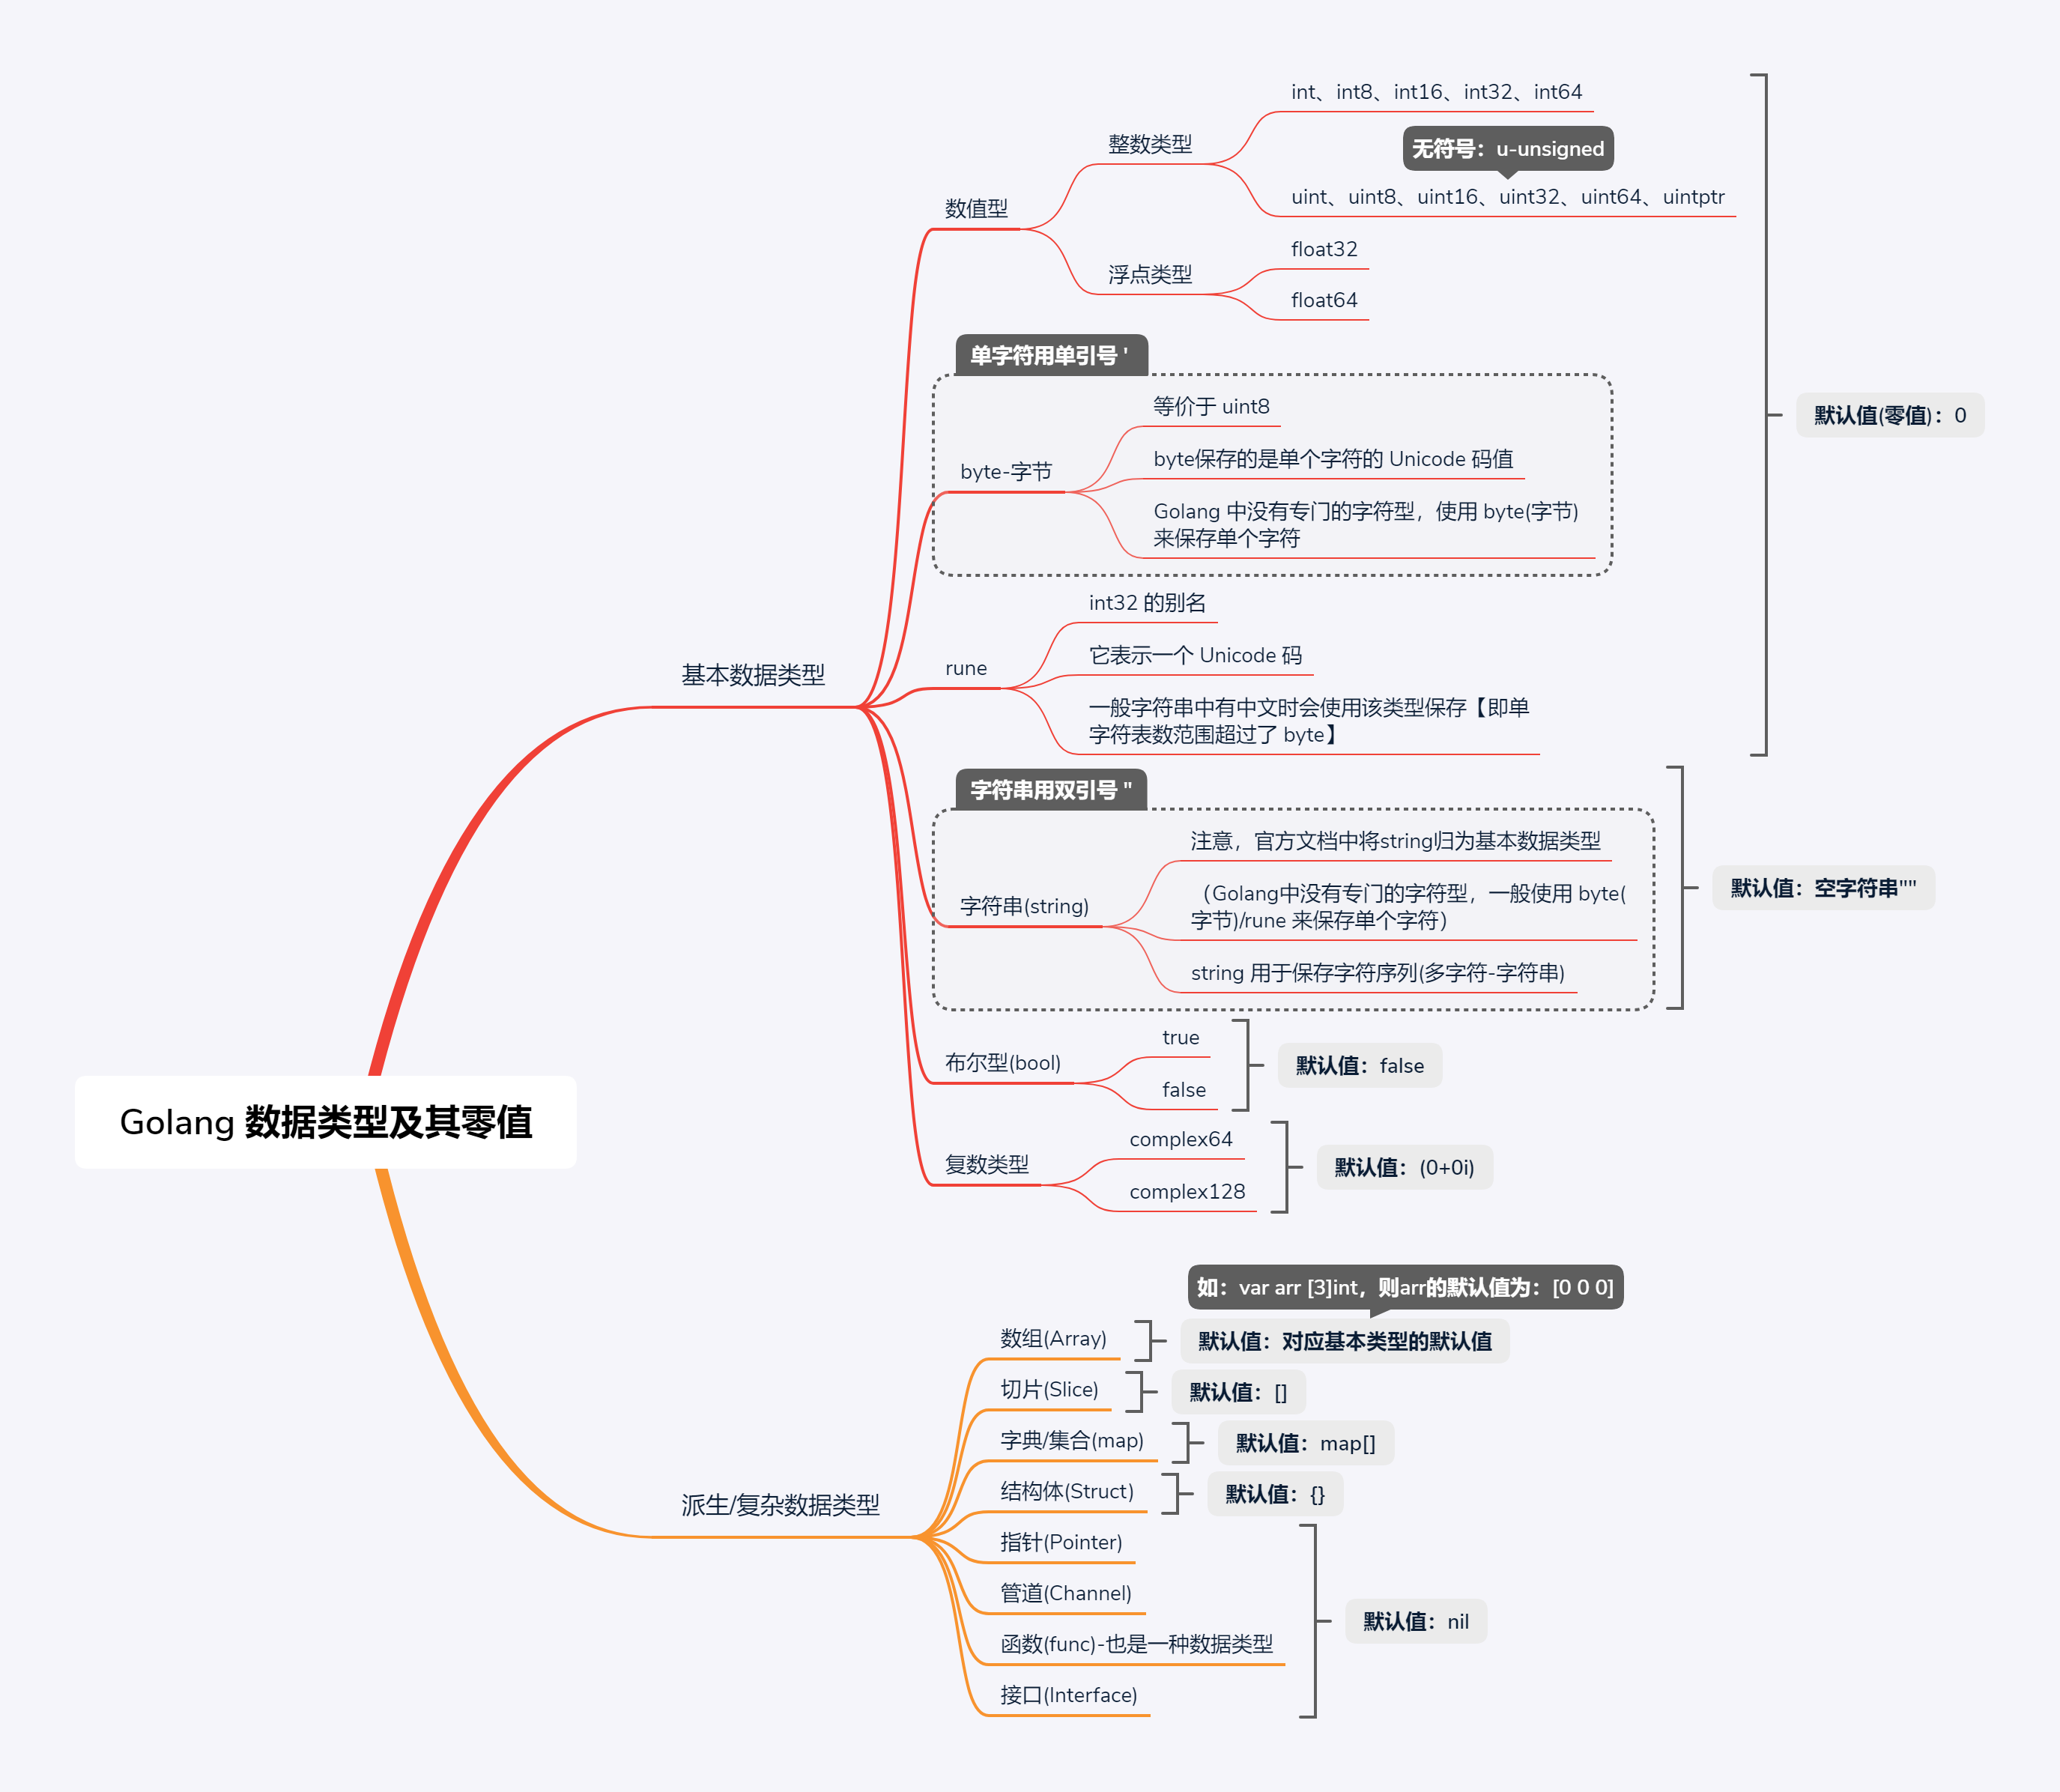 Golang 数据类型及其零值
基本数据类型
数值型
整数类型
int、int8、int16、int32、int64
无符号：u-unsigned
uint、uint8、uint16、uint32、uint64、uintptr
浮点类型
float32
float64
单字符用单引号 '
byte-字节
等价于 uint8
byte保存的是单个字符的 Unicode 码值
Golang 中没有专门的字符型，使用 byte(字节)
来保存单个字符
rune
int32 的别名
它表示一个 Unicode 码
一般字符串中有中文时会使用该类型保存【即单
字符表数范围超过了 byte】
默认值(零值)：0
字符串用双引号 "
字符串(string)
注意，官方文档中将string归为基本数据类型
（Golang中没有专门的字符型，一般使用 byte(
字节)/rune 来保存单个字符）
string 用于保存字符序列(多字符-字符串)
默认值：空字符串""
布尔型(bool)
true
false
默认值：false
复数类型
complex64
complex128
默认值：(0+0i)
派生/复杂数据类型
如：var arr [3]int，则arr的默认值为：[0 0 0]
数组(Array)
默认值：对应基本类型的默认值
切片(Slice)
默认值：[]
字典/集合(map)
默认值：map[]
结构体(Struct)
默认值：{}
指针(Pointer)
管道(Channel)
函数(func)-也是一种数据类型
接口(Interface)
默认值：nil